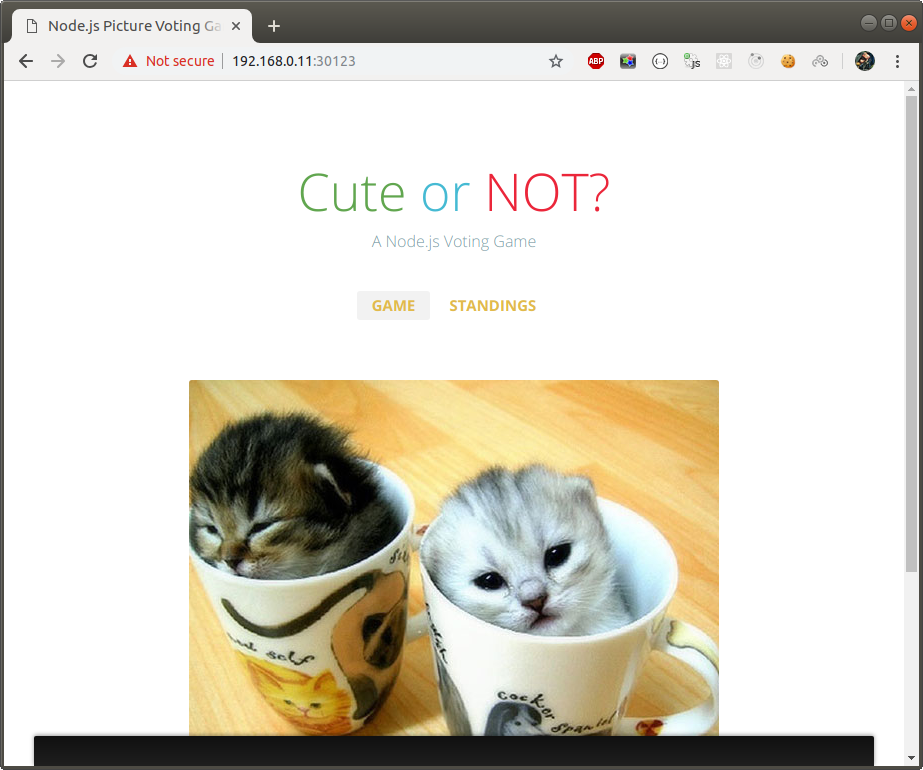 Node.js Picture Voting Ga
Not secure
192.168.0.11:30123
ABP
JS
Cute or NOT?
A Node.js Voting Game
GAME
STANDINGS
self
Cocker Spaniel